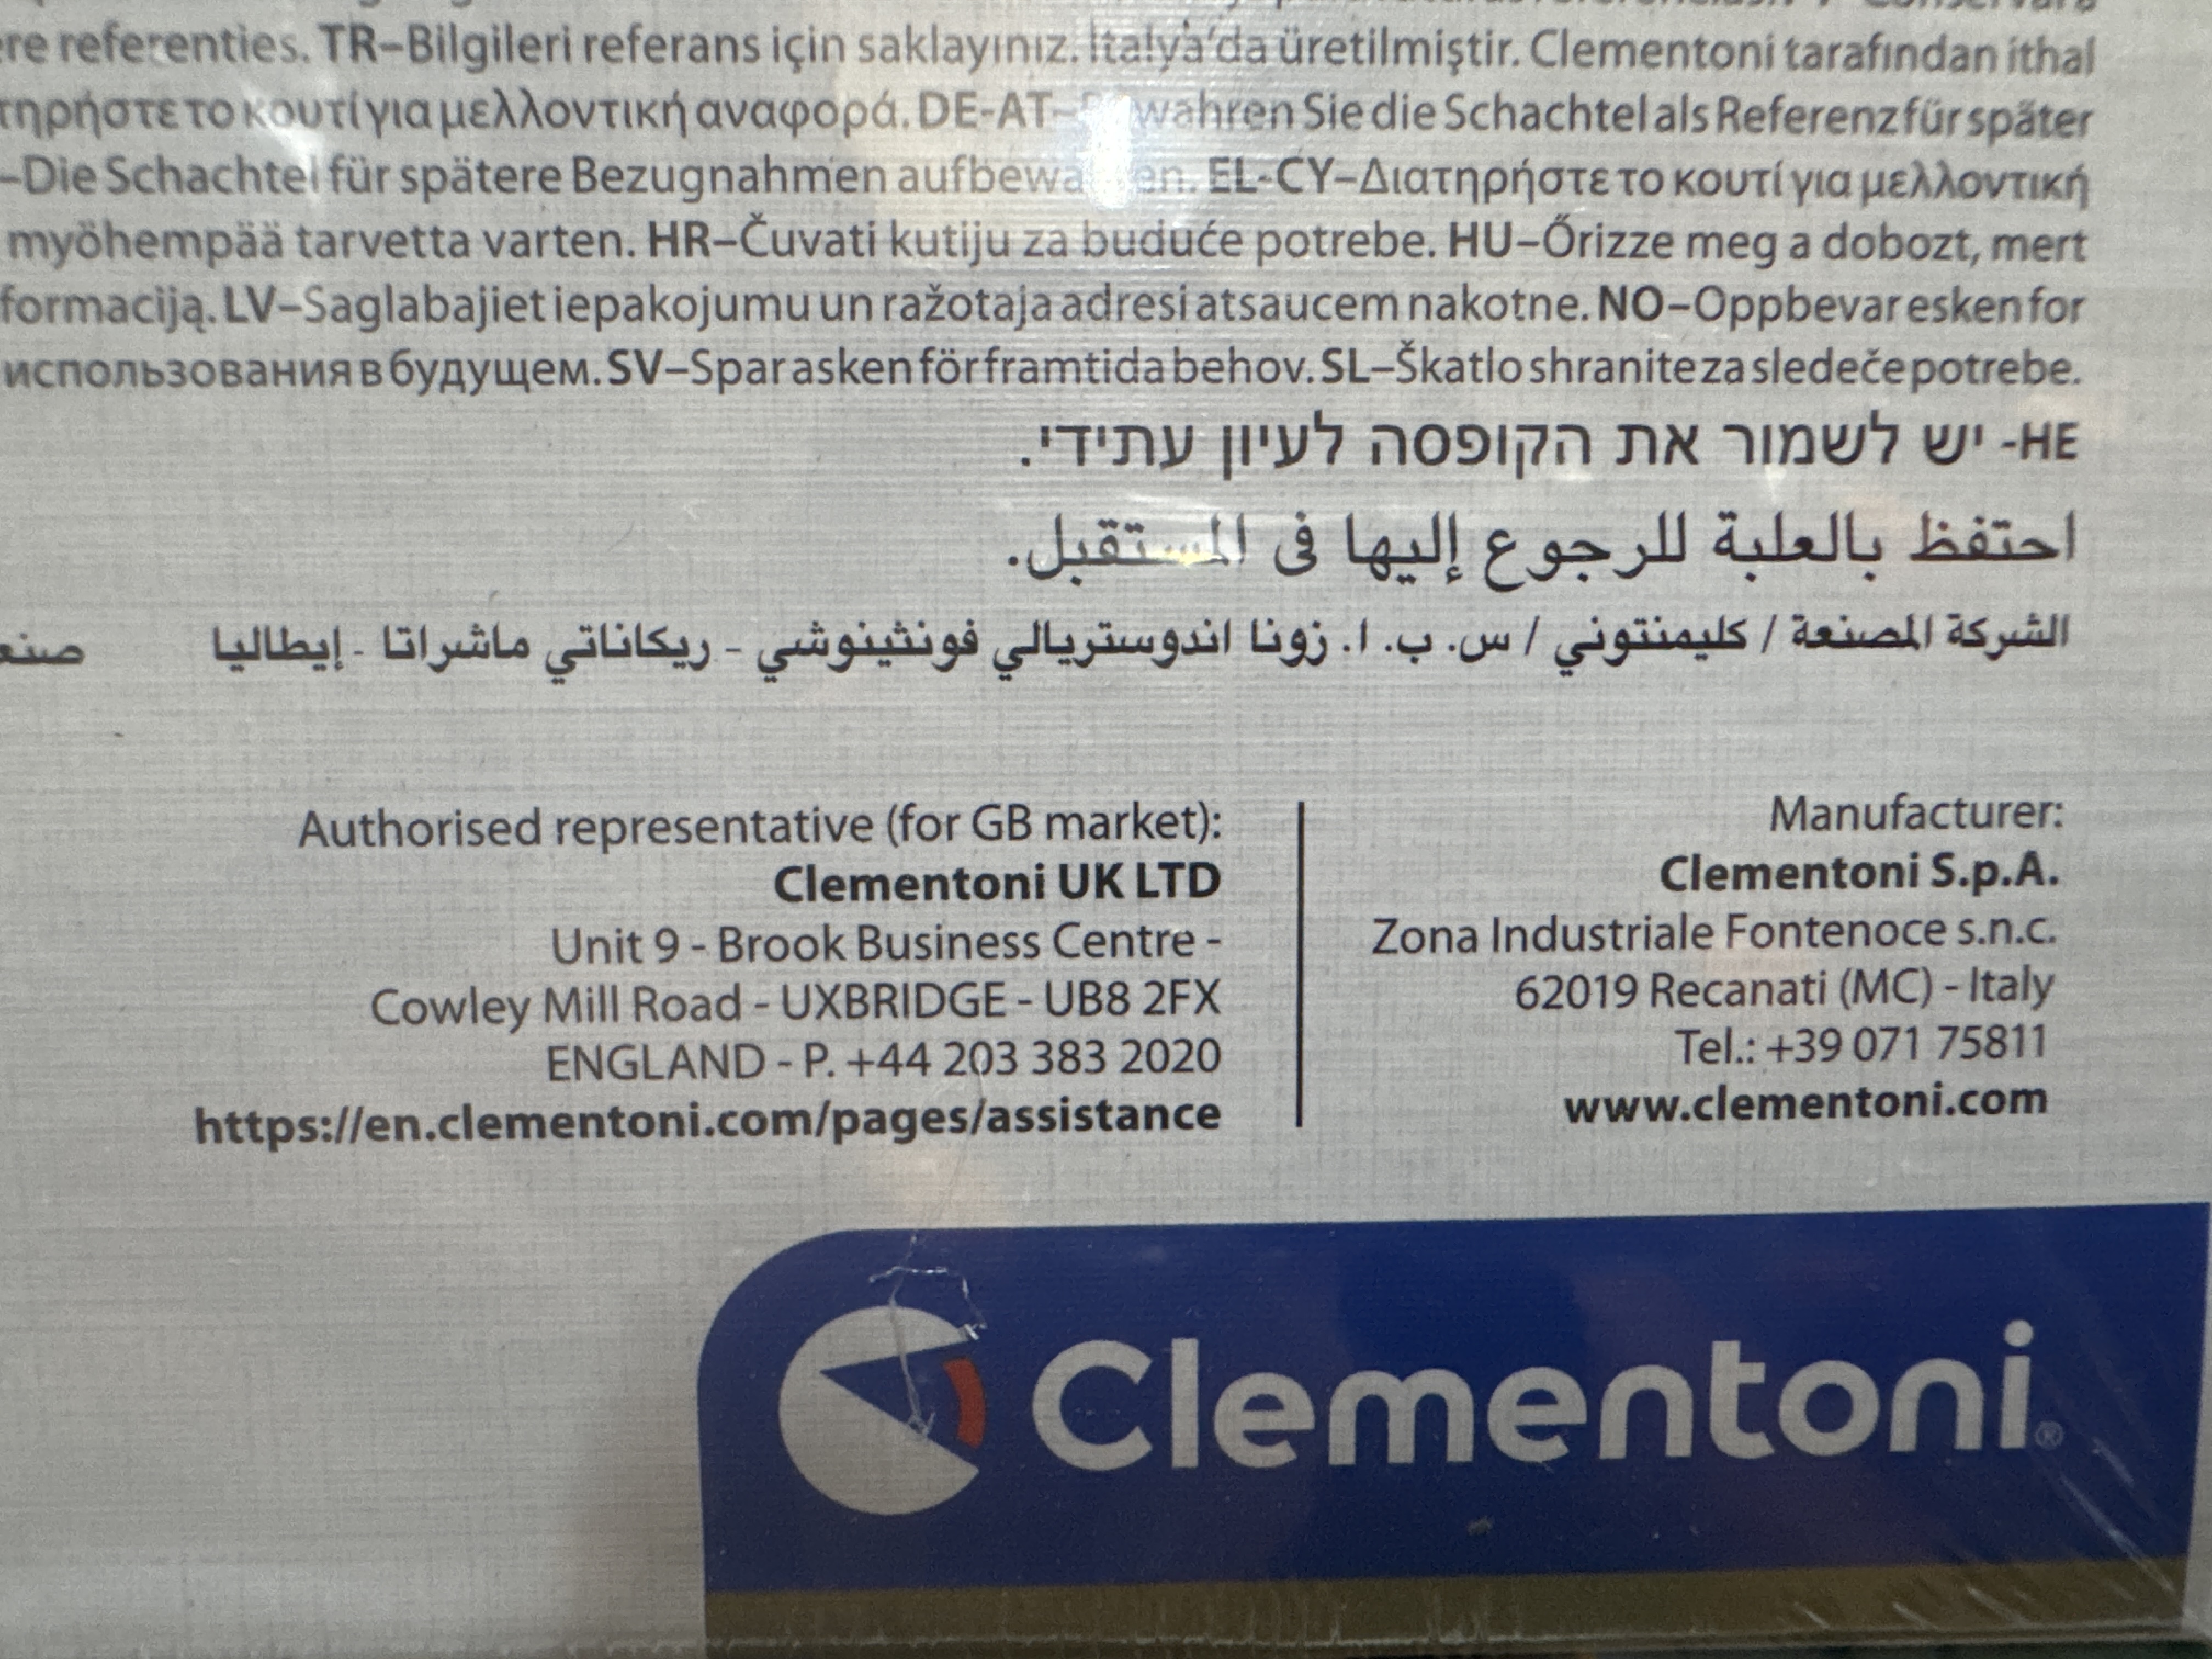 re referenties. TR–Bilgileri referans için saklayınız. İtalya'da üretilmiştir. Clementoni tarafından ithal
τηρήστε το κουτί για μελλοντική αναφορά. DE-AT– Sie die Schachtel als Referenz für später
–Die Schachtel für spätere Bezugnahmen EL-CY–Διατηρήστε το κουτί για μελλοντική
myöhempää tarvetta varten. HR–Čuvati kutiju za buduće potrebe. HU–Őrizze meg a dobozt, mert
formaciją. LV–Saglabajiet iepakojumu un ražotaja adresi atsaucem nakotne. NO–Oppbevar esken for
использования в будущем. SV–Spar asken för framtida behov. SL–Škatlo shranite za sledeče potrebe.
HE- יש לשמור את הקופסה לעיון עתידי.
احتفظ بالعلبة للرجوع إليها فى المستقبل.
الشركة المصنعة / كليمنتوني / س. ب. ا. زونا اندوستريالي فونثينوشي - ريكاناتي ماشراتا - إيطاليا صنع
Authorised representative (for GB market):
Clementoni UK LTD
Unit 9 - Brook Business Centre -
Cowley Mill Road - UXBRIDGE - UB8 2FX
ENGLAND - P. +44 203 383 2020
https://en.clementoni.com/pages/assistance
Manufacturer:
Clementoni S.p.A.
Zona Industriale Fontenoce s.n.c.
62019 Recanati (MC) - Italy
Tel.: +39 071 75811
www.clementoni.com
Clementoni®